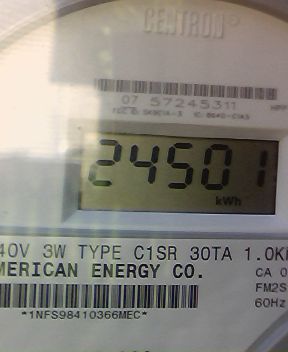 CENTRON®
07 57245311
24501
kWh
40V 3W TYPE C1SR 30TA 1.0K
MERICAN ENERGY CO.
CA 0
FM2S
60Hz
*1NFS98410366MEC*